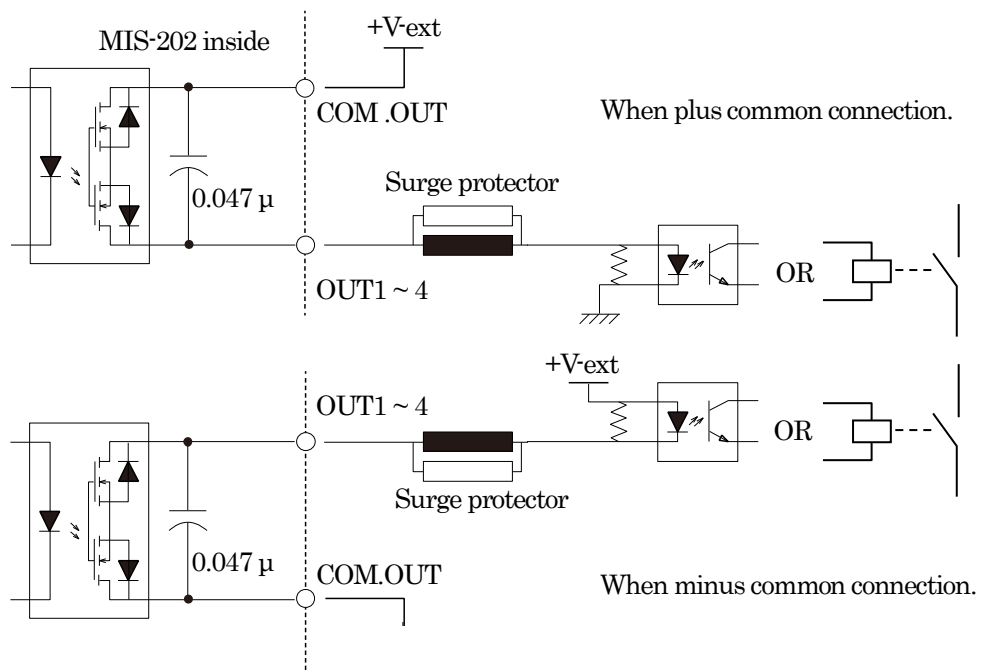 +V-ext
MIS-202 inside
COM .OUT
When plus common connection.
Surge protector
0.047 μ
OUT1 ~ 4
OR
+V-ext
OUT1 ~ 4
OR
Surge protector
0.047 μ
COM.OUT
When minus common connection.